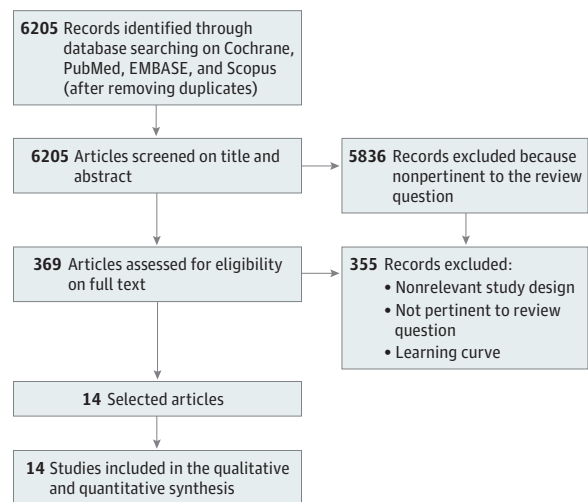 6205 Records identified through
database searching on Cochrane,
PubMed, EMBASE, and Scopus
(after removing duplicates)
6205 Articles screened on title and
abstract
5836 Records excluded because
nonpertinent to the review
question
369 Articles assessed for eligibility
on full text
355 Records excluded:
• Nonrelevant study design
• Not pertinent to review
question
• Learning curve
14 Selected articles
14 Studies included in the qualitative
and quantitative synthesis